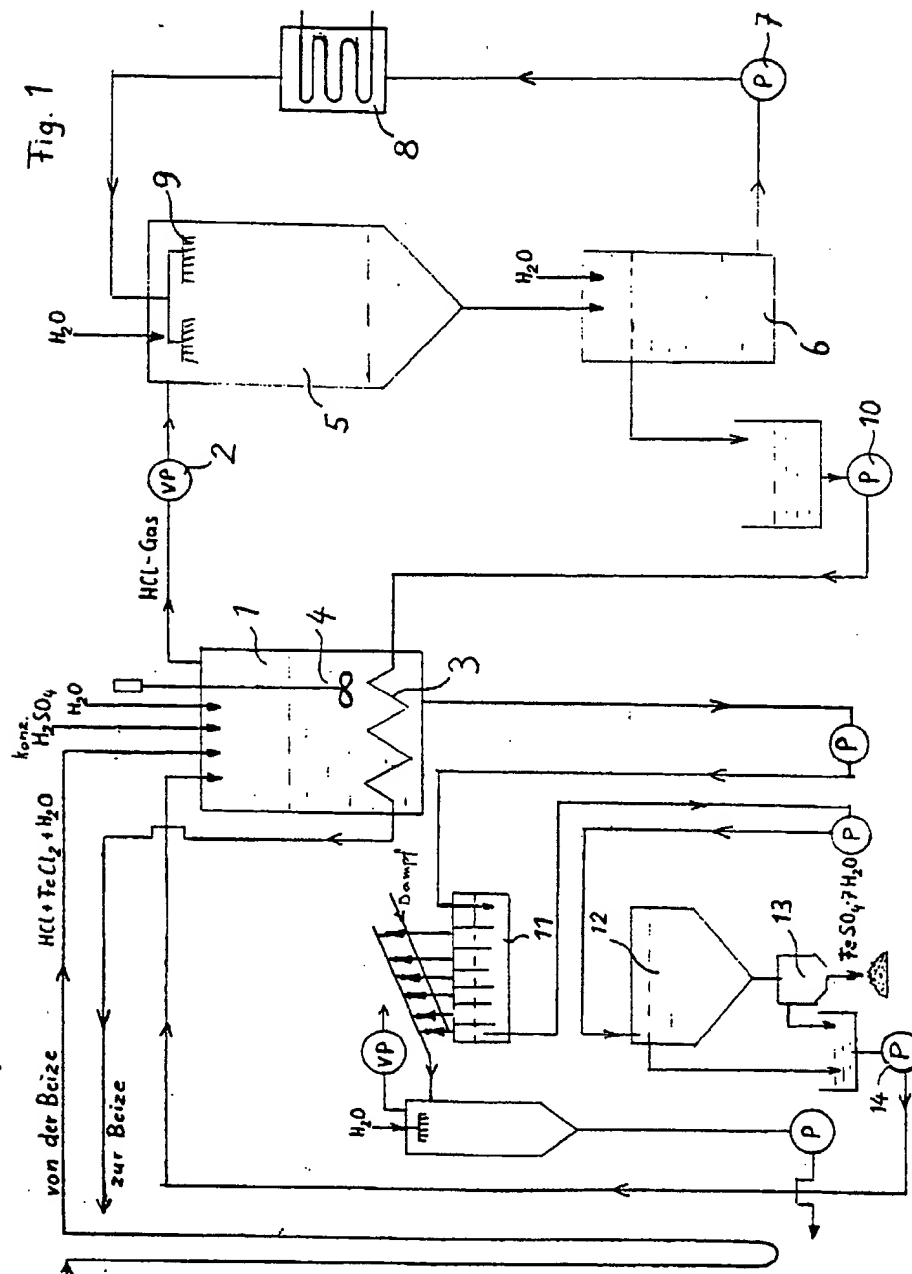 Fig. 1
7
8
9
H₂O
H₂O
5
6
2
VP
10
P
P
HCl-Gas
1
4
3
konz.
H₂SO₄
H₂O
HCl + FeCl₂ + H₂O
von der Beize
zur Beize
Dampf
11
P
P
VP
H₂O
12
13
FeSO₄·7H₂O
14
P
P